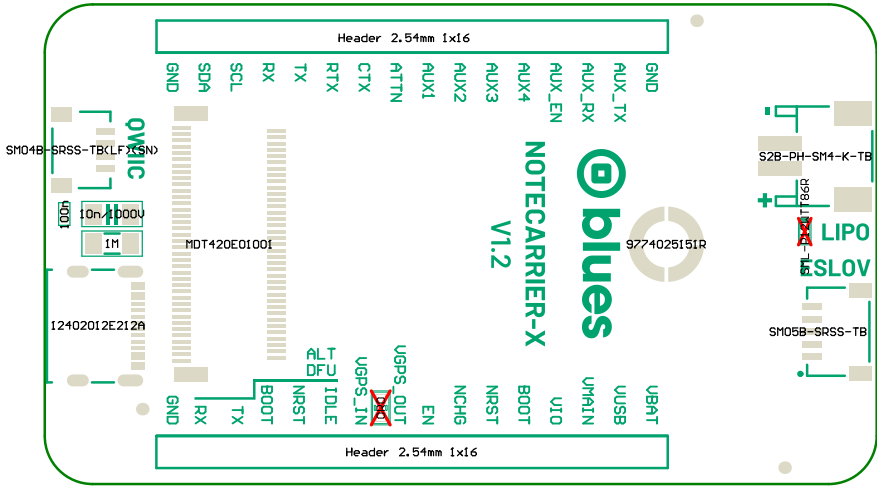 Header 2.54mm 1x16
GND
SDA
SCL
RX
TX
RTX
CTX
ATTN
AUX1
AUX2
AUX3
AUX4
AUX_EN
AUX_RX
AUX_TX
GND
-
QWIIC
SM04B-SRSS-TB(LF)(SN)
S2B-PH-SM4-K-TB
+
NOTECARRIER-X
V1.2
blues
100n
10n/1000V
1M
MDT420E01001
9774025151R
LIPO
ESLOV
12402012E212A
SM05B-SRSS-TB
ALT
DFU
GND
RX
TX
BOOT
NRST
IDLE
VGPS_IN
VGPS_OUT
EN
NCHG
NRST
BOOT
VIO
VMAIN
VUSB
VBAT
Header 2.54mm 1x16